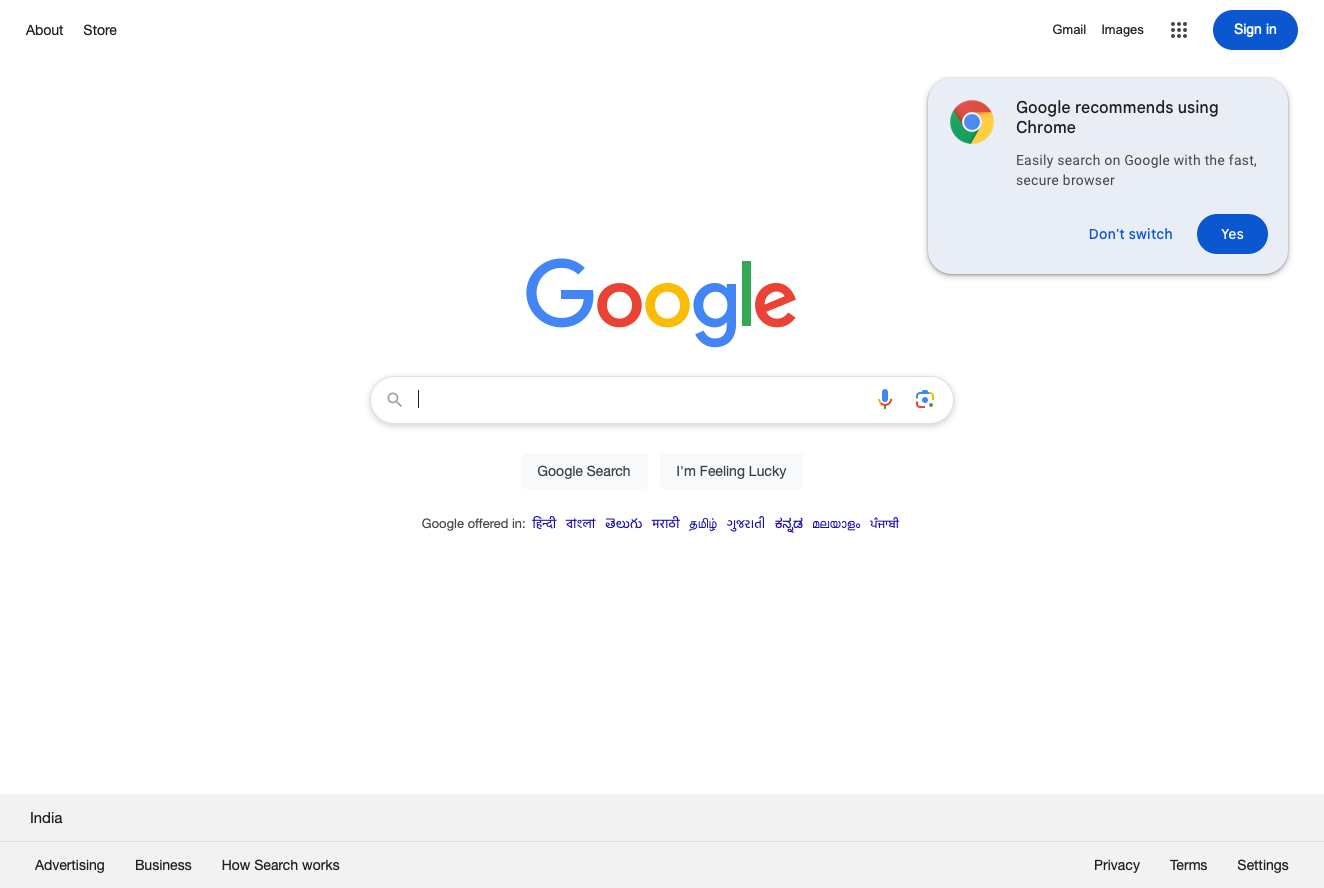 About Store Gmail Images Sign in
Google recommends using
Chrome
Easily search on Google with the fast,
secure browser
Don't switch Yes
Google
Google Search I'm Feeling Lucky
Google offered in: हिन्दी বাংলা తెలుగు मराठी தமிழ் ગુજરાતી ಕನ್ನಡ മലയാളം ਪੰਜਾਬੀ
India
Advertising Business How Search works Privacy Terms Settings